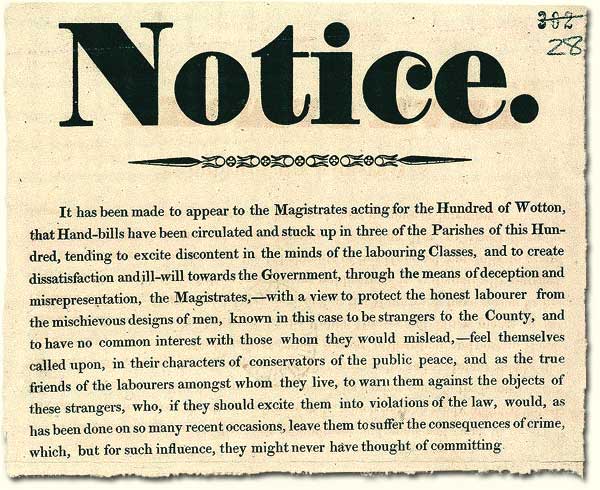 302
28
Notice.
It has been made to appear to the Magistrates acting for the Hundred of Wotton,
that Hand-bills have been circulated and stuck up in three of the Parishes of this Hun-
dred, tending to excite discontent in the minds of the labouring Classes, and to create
dissatisfaction and ill-will towards the Government, through the means of deception and
misrepresentation, the Magistrates,—with a view to protect the honest labourer from
the mischievous designs of men, known in this case to be strangers to the County, and
to have no common interest with those whom they would mislead,—feel themselves
called upon, in their characters of conservators of the public peace, and as the true
friends of the labourers amongst whom they live, to warn them against the objects of
these strangers, who, if they should excite them into violations of the law, would, as
has been done on so many recent occasions, leave them to suffer the consequences of crime,
which, but for such influence, they might never have thought of committing